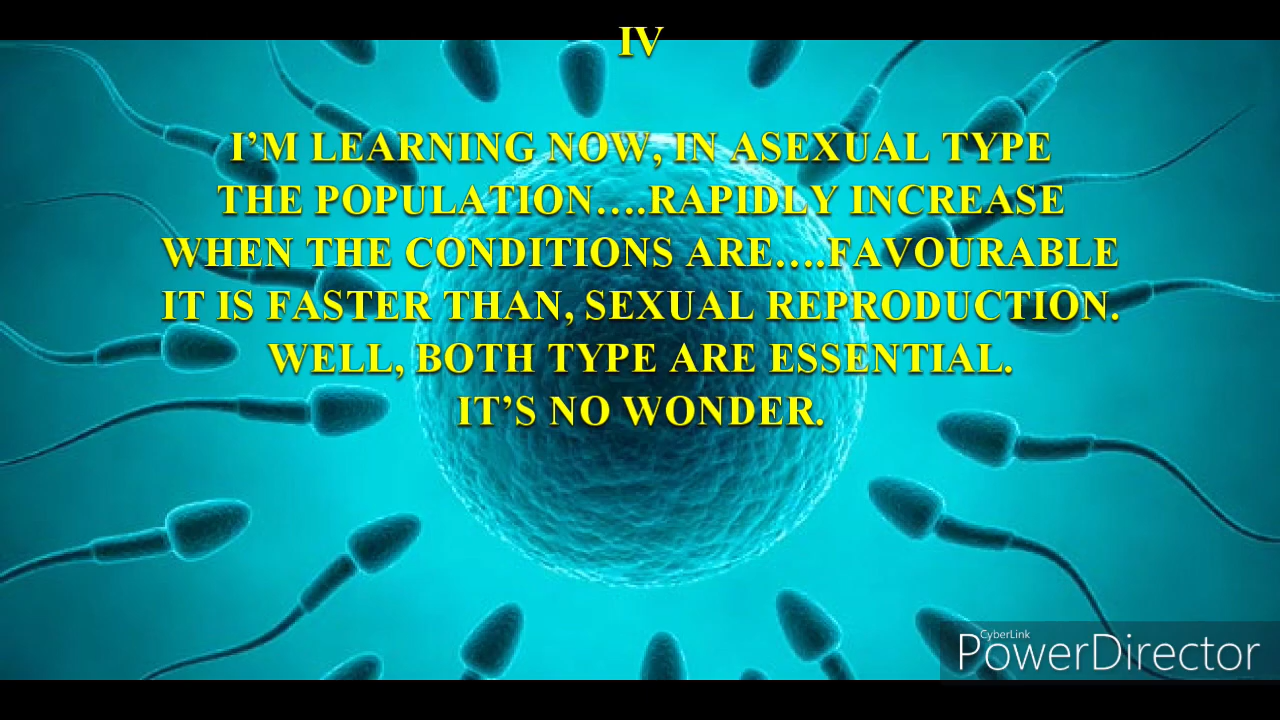 IV
I’M LEARNING NOW, IN ASEXUAL TYPE
THE POPULATION….RAPIDLY INCREASE
WHEN THE CONDITIONS ARE….FAVOURABLE
IT IS FASTER THAN, SEXUAL REPRODUCTION.
WELL, BOTH TYPE ARE ESSENTIAL.
IT’S NO WONDER.
CyberLink
PowerDirector